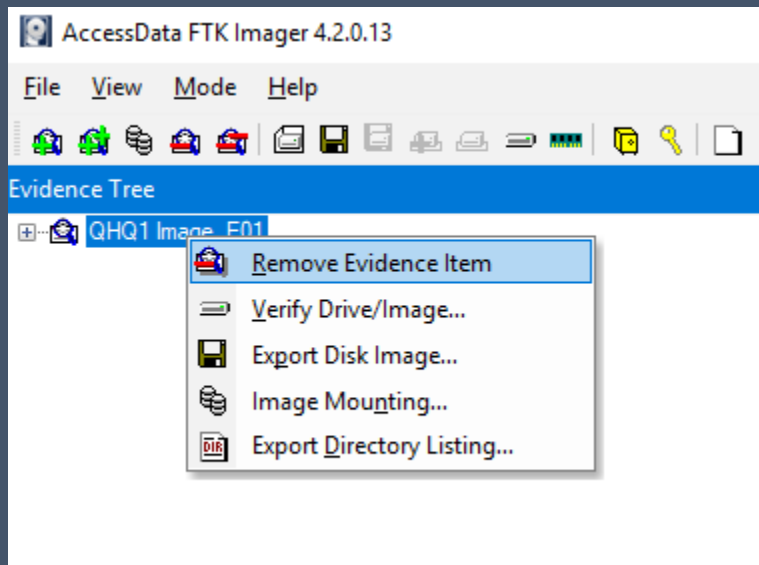 AccessData FTK Imager 4.2.0.13
File View Mode Help
Evidence Tree
QHQ1 Image E01
Remove Evidence Item
Verify Drive/Image...
Export Disk Image...
Image Mounting...
Export Directory Listing...
DIR